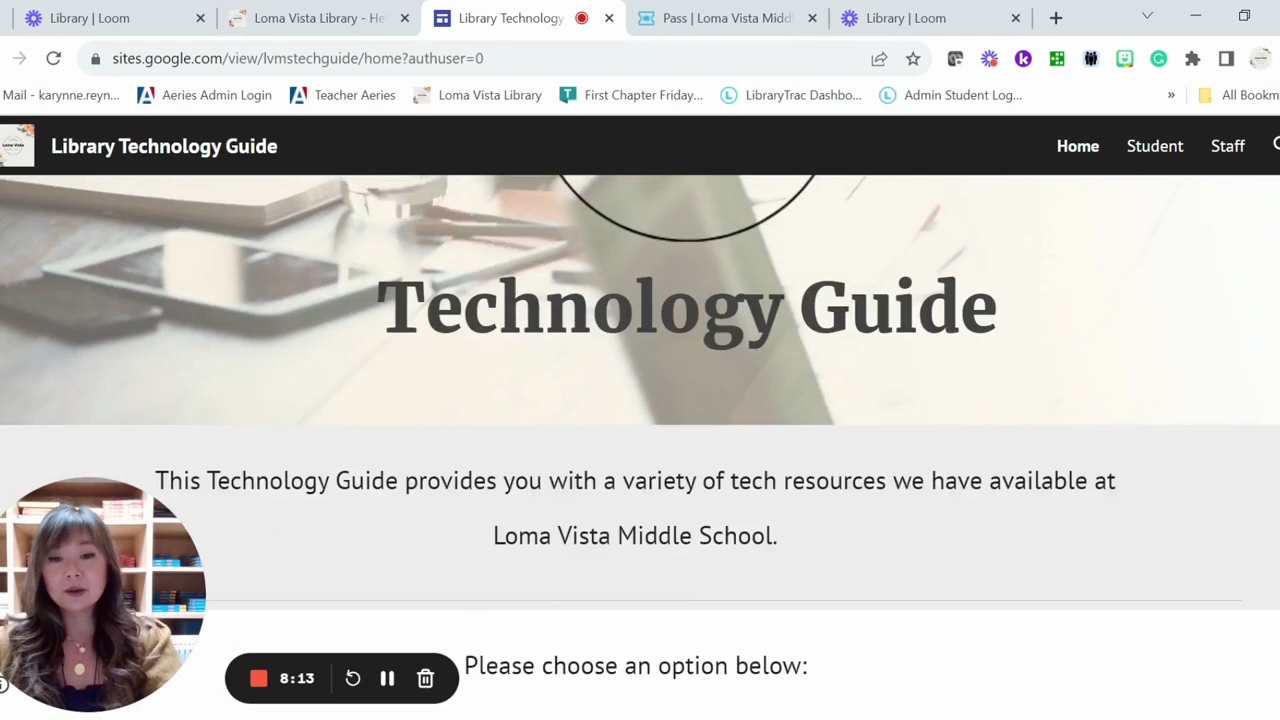 Library | Loom
Loma Vista Library - He
Library Technology
Pass | Loma Vista Middl
Library | Loom
sites.google.com/view/lvmstechguide/home?authuser=0
Mail - karynne.reyn...
Aeries Admin Login
Teacher Aeries
Loma Vista Library
First Chapter Friday...
LibraryTrac Dashbo...
Admin Student Log...
»
All Bookm
Loma Vista
Library Technology Guide
Home
Student
Staff
Technology Guide
This Technology Guide provides you with a variety of tech resources we have available at
Loma Vista Middle School.
Please choose an option below:
8:13